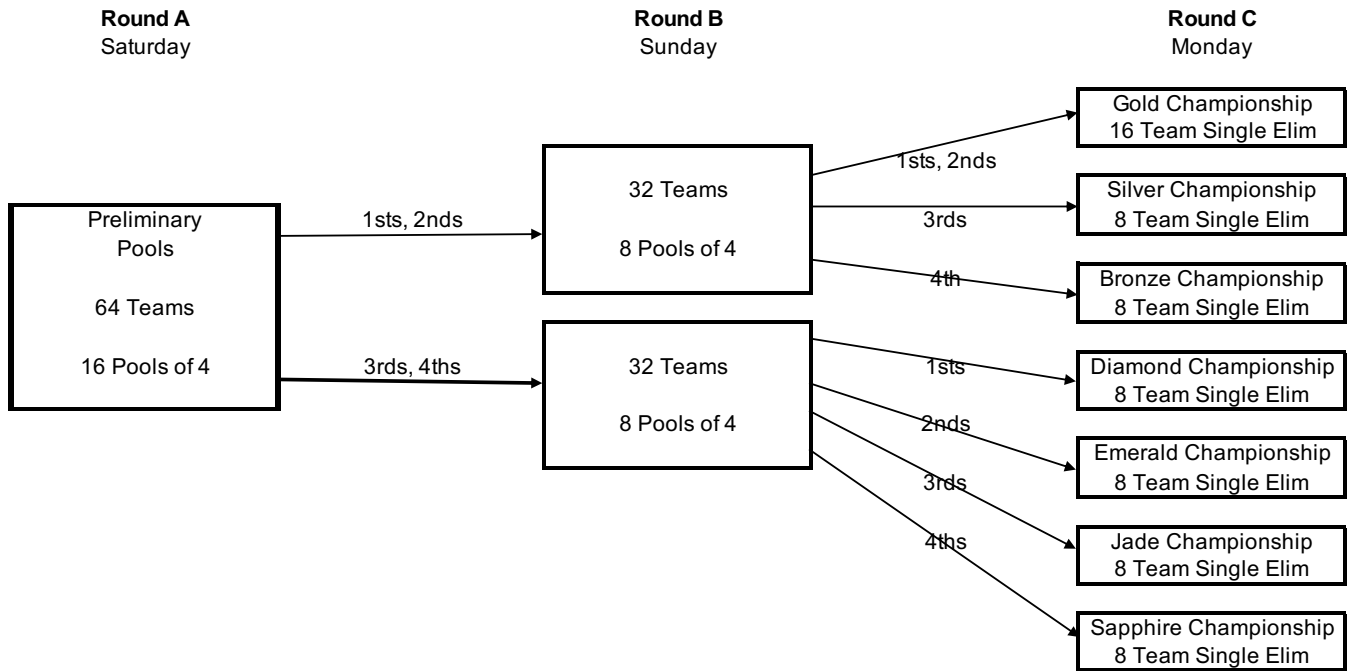 Round A
Saturday
Round B
Sunday
Round C
Monday
Preliminary
Pools
64 Teams
16 Pools of 4
1sts, 2nds
3rds, 4ths
32 Teams
8 Pools of 4
32 Teams
8 Pools of 4
1sts, 2nds
3rds
4th
1sts
2nds
3rds
4ths
Gold Championship
16 Team Single Elim
Silver Championship
8 Team Single Elim
Bronze Championship
8 Team Single Elim
Diamond Championship
8 Team Single Elim
Emerald Championship
8 Team Single Elim
Jade Championship
8 Team Single Elim
Sapphire Championship
8 Team Single Elim